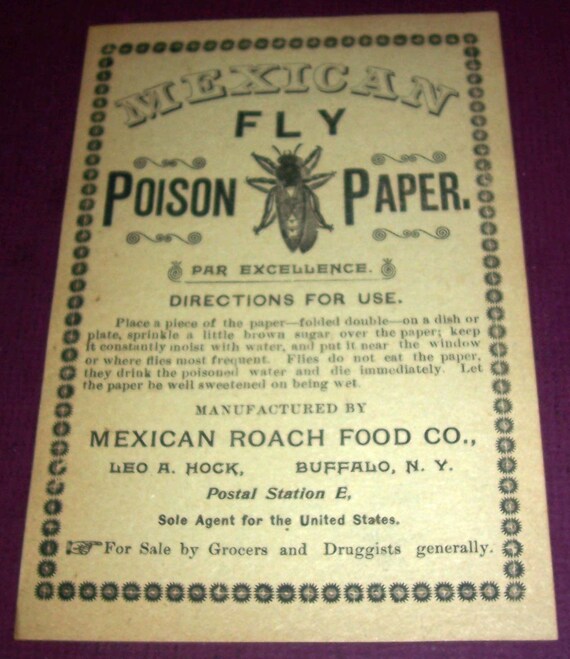 MEXICAN
FLY
POISON PAPER.
PAR EXCELLENCE.
DIRECTIONS FOR USE.
Place a piece of the paper—folded double—on a dish or
plate, sprinkle a little brown sugar over the paper; keep
it constantly moist with water, and put it near the window
or where flies most frequent. Flies do not eat the paper,
they drink the poisoned water and die immediately. Let
the paper be well sweetened on being wet.
MANUFACTURED BY
MEXICAN ROACH FOOD CO.,
LEO A. HOCK, BUFFALO, N. Y.
Postal Station E,
Sole Agent for the United States.
For Sale by Grocers and Druggists generally.